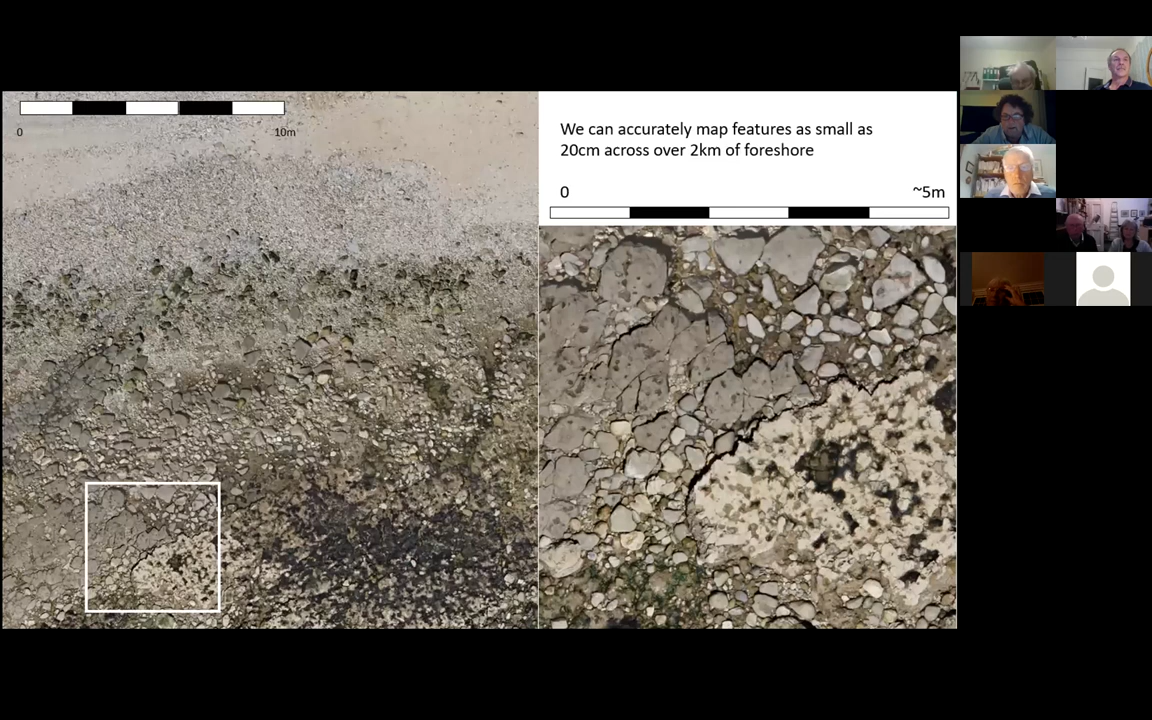 0
10m
We can accurately map features as small as
20cm across over 2km of foreshore
0
~5m